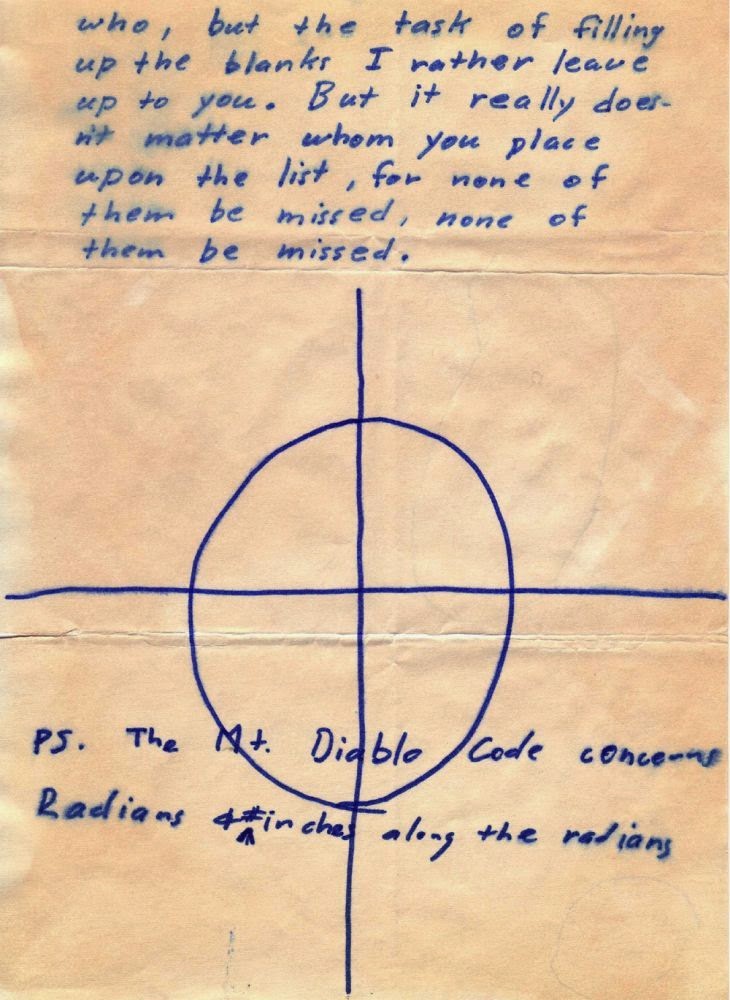 who, but the task of filling
up the blanks I rather leave
up to you. But it really does-
n't matter whom you place
upon the list, for none of
them be missed, none of
them be missed.
PS. The Mt. Diablo Code concerns
Radians & # inches along the radians